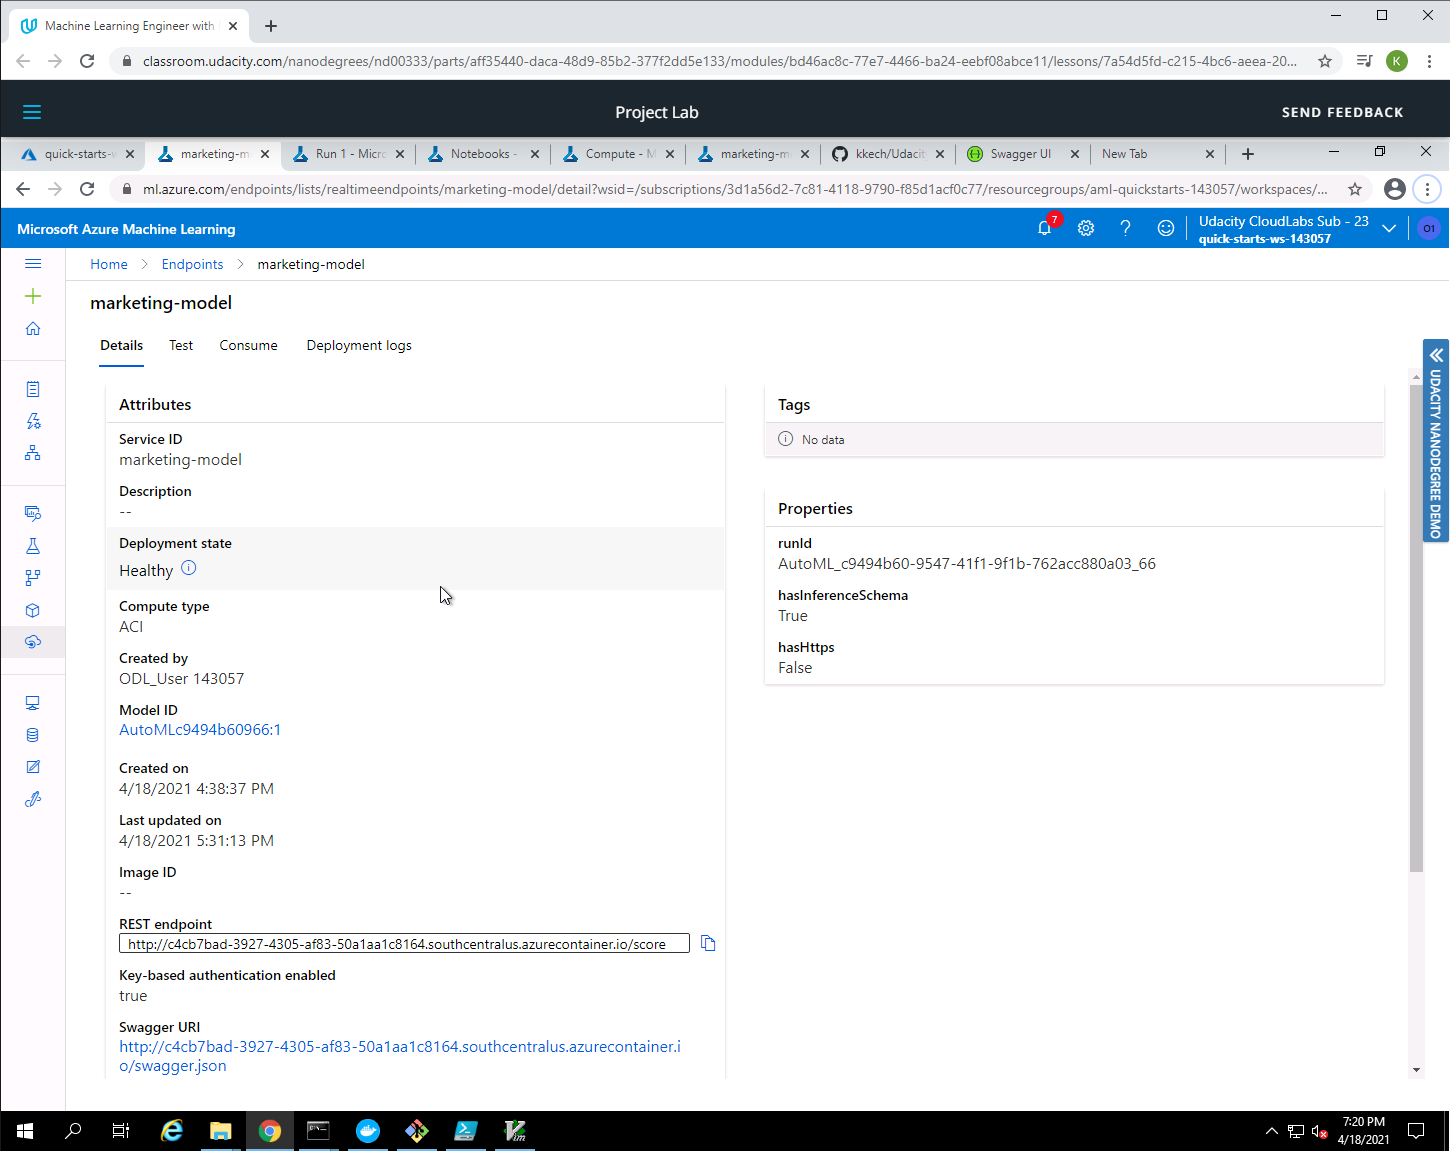 Machine Learning Engineer with
classroom.udacity.com/nanodegrees/nd00333/parts/aff35440-daca-48d9-85b2-377f2dd5e133/modules/bd46ac8c-77e7-4466-ba24-eebf08abce11/lessons/7a54d5fd-c215-4bc6-aeea-20...
K
Project Lab
SEND FEEDBACK
quick-starts-w
marketing-m
Run 1 - Micro
Notebooks -
Compute - M
marketing-m
kkech/Udaci
Swagger UI
New Tab
ml.azure.com/endpoints/lists/realtimeendpoints/marketing-model/detail?wsid=/subscriptions/3d1a56d2-7c81-4118-9790-f85d1acf0c77/resourcegroups/aml-quickstarts-143057/workspaces/...
Microsoft Azure Machine Learning
7
Udacity CloudLabs Sub - 23
quick-starts-ws-143057
O1
Home > Endpoints > marketing-model
marketing-model
Details
Test
Consume
Deployment logs
UDACITY NANODEGREE DEMO
Attributes
Service ID
marketing-model
Description
--
Deployment state
Healthy
Compute type
ACI
Created by
ODL_User 143057
Model ID
AutoMLc9494b60966:1
Created on
4/18/2021 4:38:37 PM
Last updated on
4/18/2021 5:31:13 PM
Image ID
--
REST endpoint
http://c4cb7bad-3927-4305-af83-50a1aa1c8164.southcentralus.azurecontainer.io/score
Key-based authentication enabled
true
Swagger URI
http://c4cb7bad-3927-4305-af83-50a1aa1c8164.southcentralus.azurecontainer.i
o/swagger.json
Tags
No data
Properties
runId
AutoML_c9494b60-9547-41f1-9f1b-762acc880a03_66
hasInferenceSchema
True
hasHttps
False
7:20 PM
4/18/2021